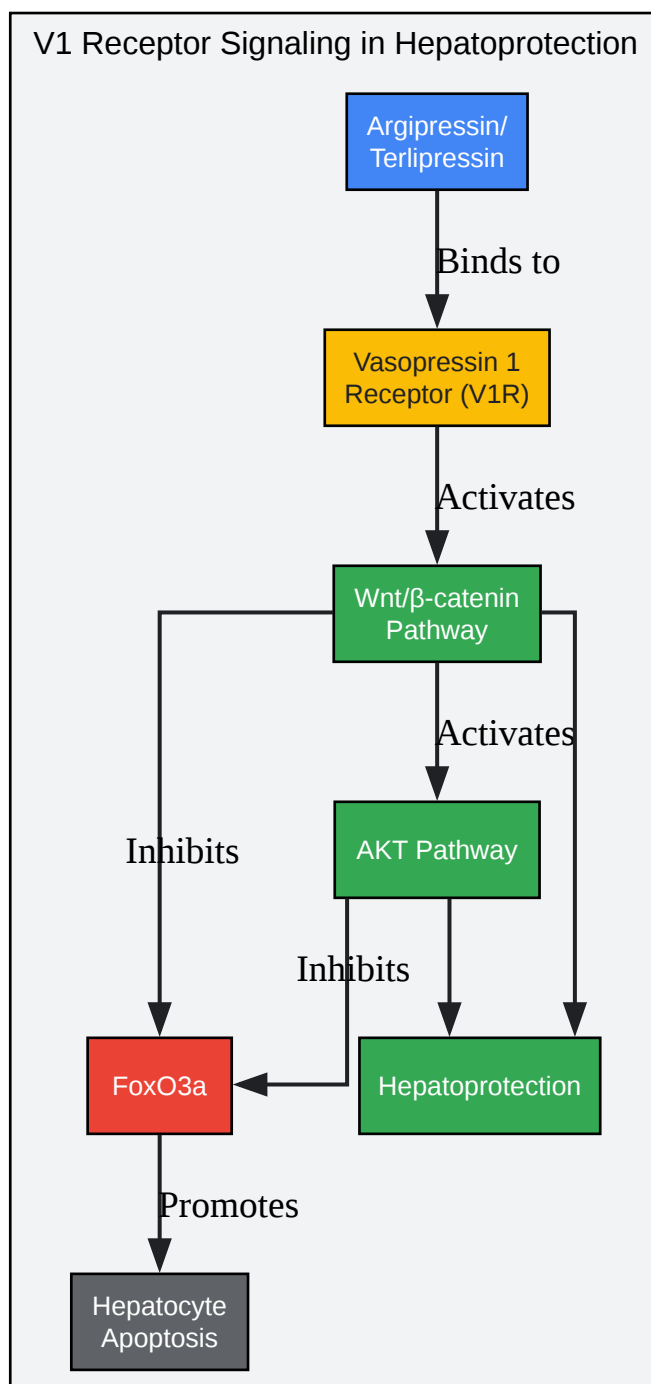 V1 Receptor Signaling in Hepatoprotection
Argipressin/
Terlipressin
Binds to
Vasopressin 1
Receptor (V1R)
Activates
Wnt/β-catenin
Pathway
Activates
AKT Pathway
Inhibits
Inhibits
FoxO3a
Hepatoprotection
Promotes
Hepatocyte
Apoptosis